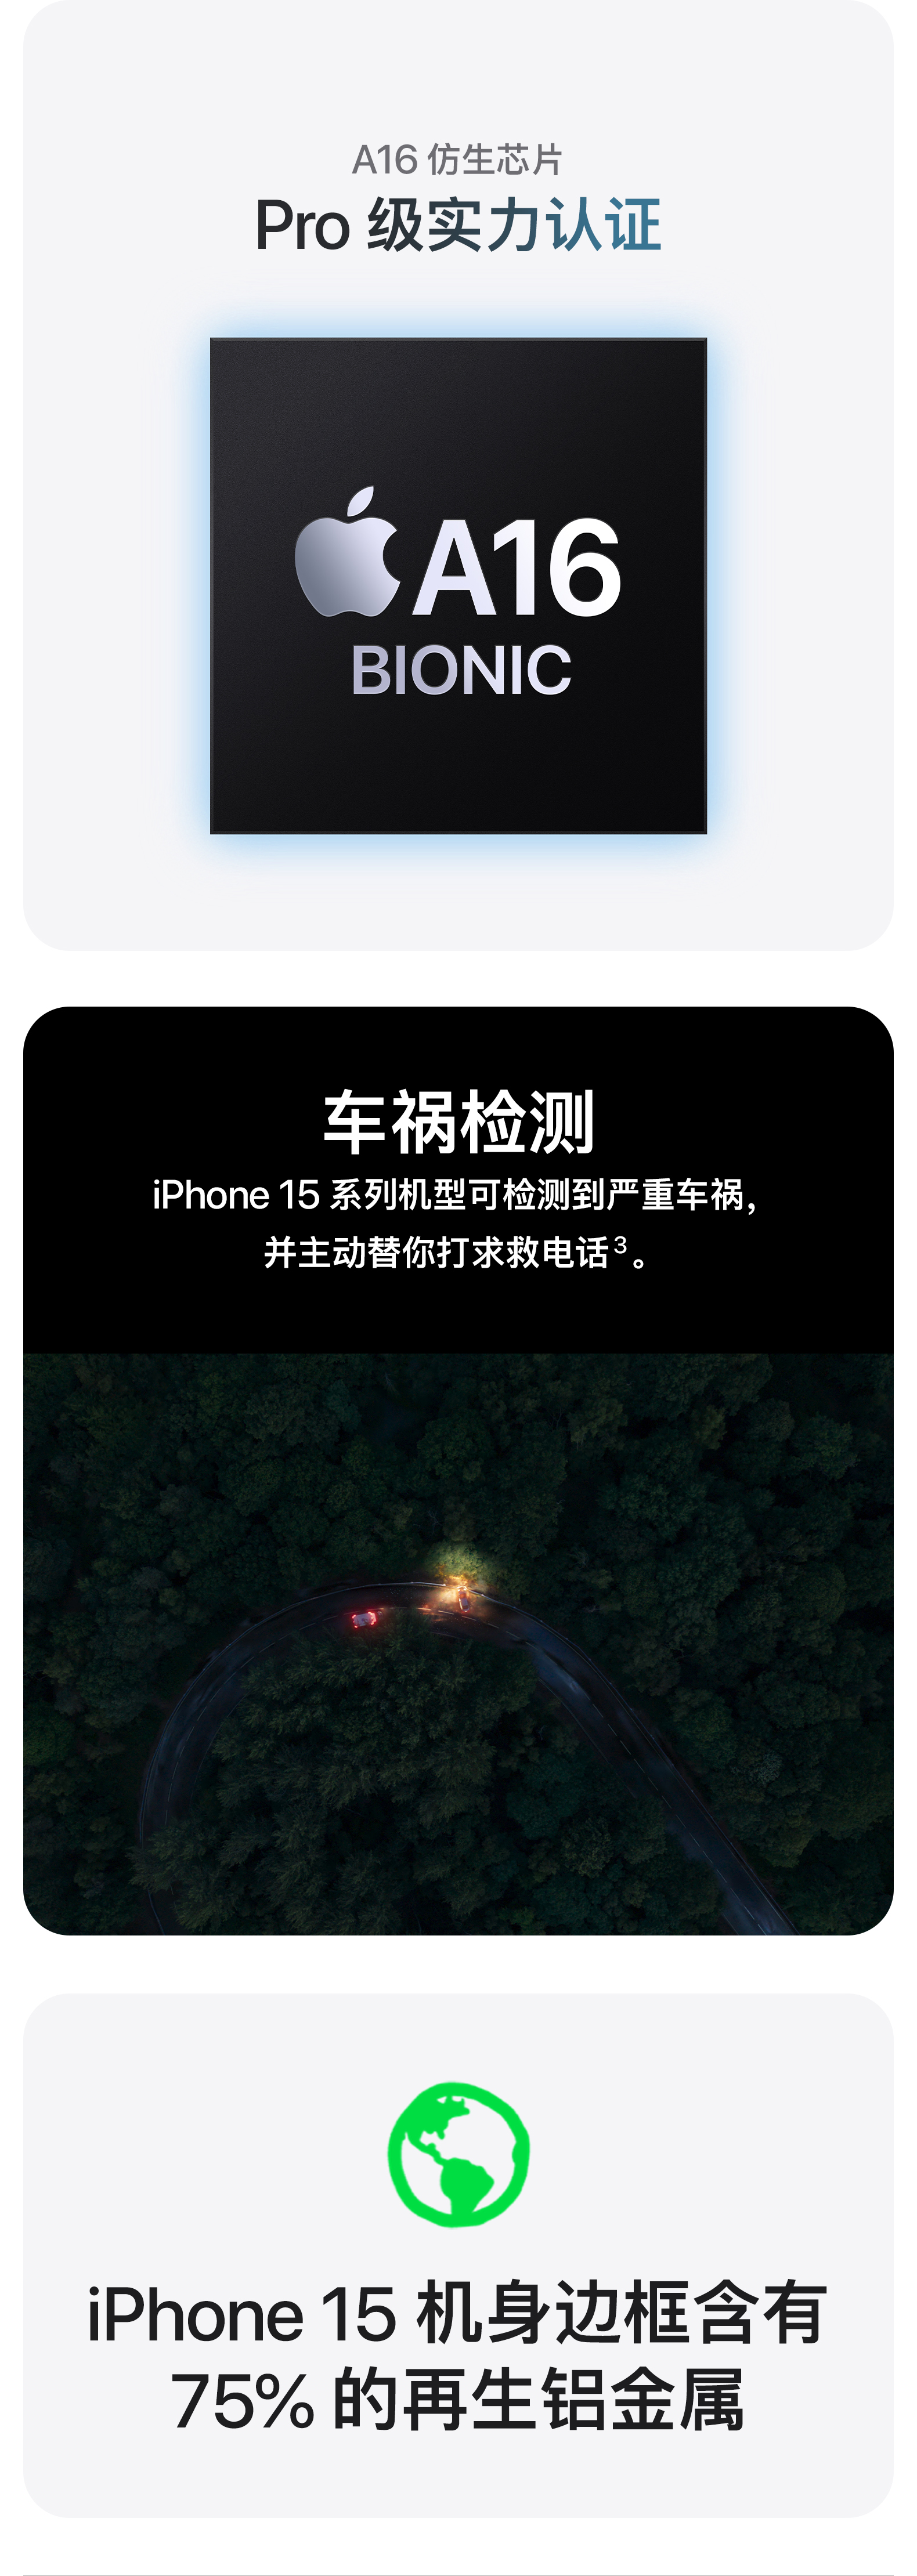 A16 仿生芯片
Pro 级实力认证
A16
BIONIC
车祸检测
iPhone 15 系列机型可检测到严重车祸，
并主动替你打求救电话³。
iPhone 15 机身边框含有
75% 的再生铝金属